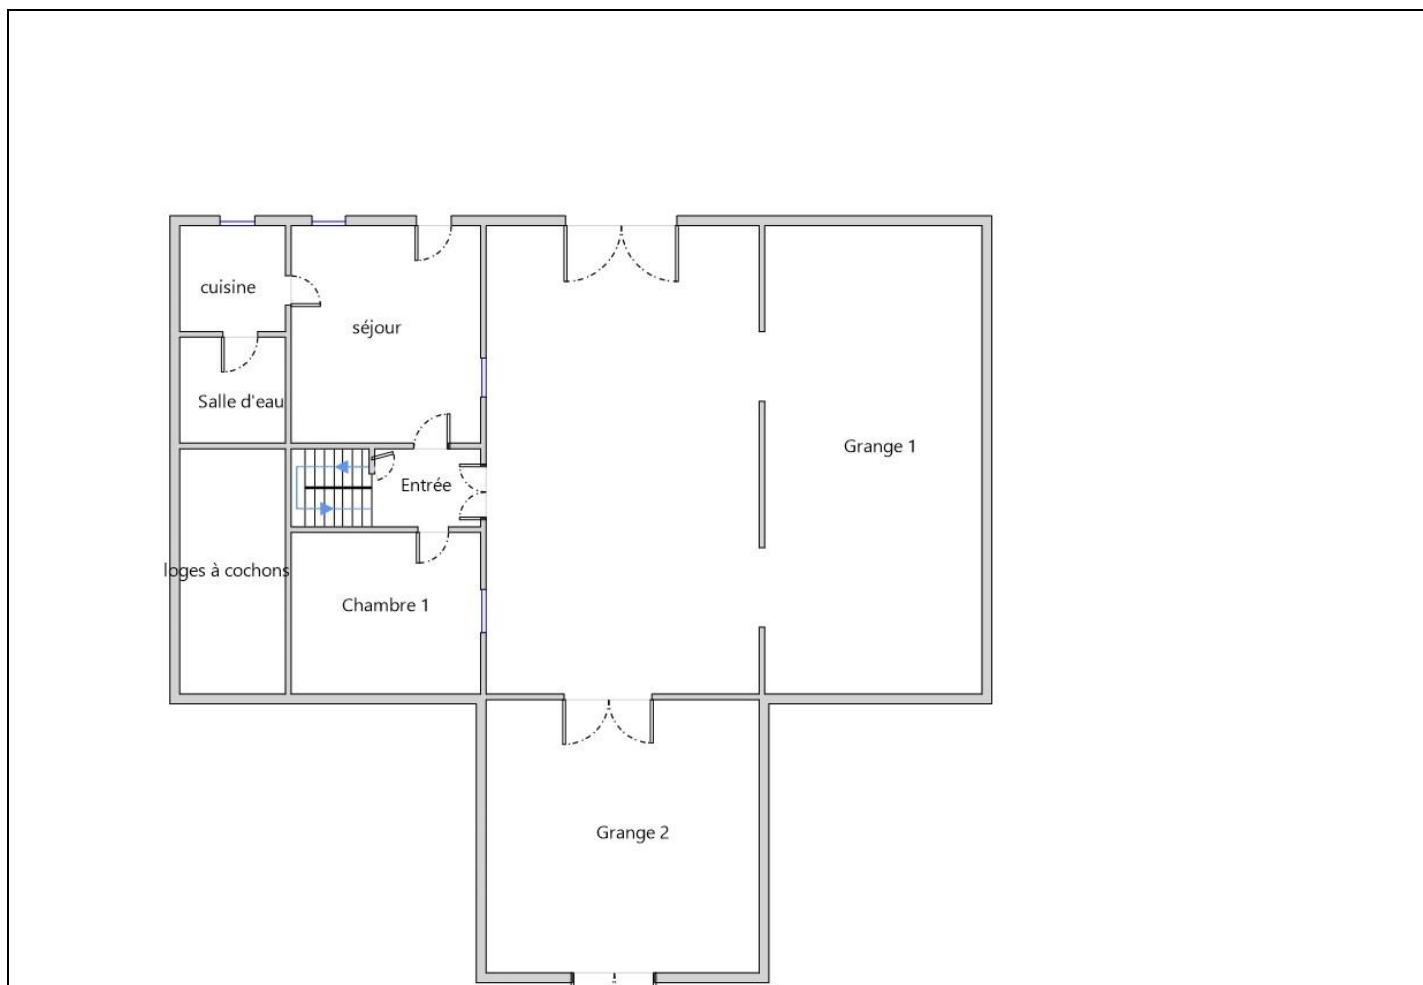 cuisine
séjour
Salle d'eau
Grange 1
Entrée
loges à cochons
Chambre 1
Grange 2